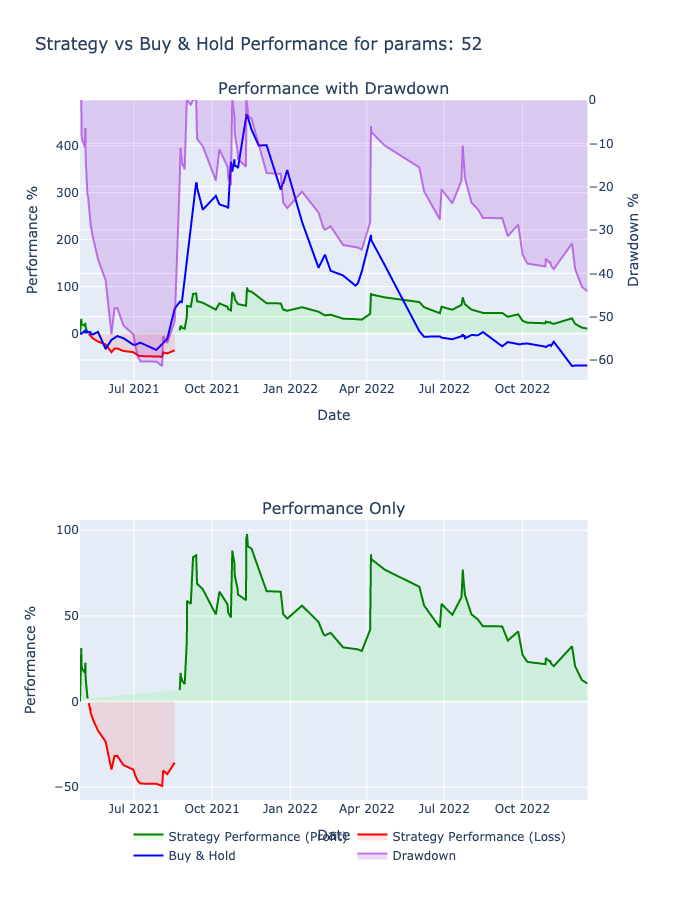 Strategy vs Buy & Hold Performance for params: 52
Performance with Drawdown
0
400
−10
300
−20
200
−30
100
−40
0
−50
−60
Performance %
Drawdown %
Jul 2021
Oct 2021
Jan 2022
Apr 2022
Jul 2022
Oct 2022
Date
Performance Only
100
50
0
−50
Performance %
Jul 2021
Oct 2021
Jan 2022
Apr 2022
Jul 2022
Oct 2022
Date
Strategy Performance (Profit)
Strategy Performance (Loss)
Buy & Hold
Drawdown